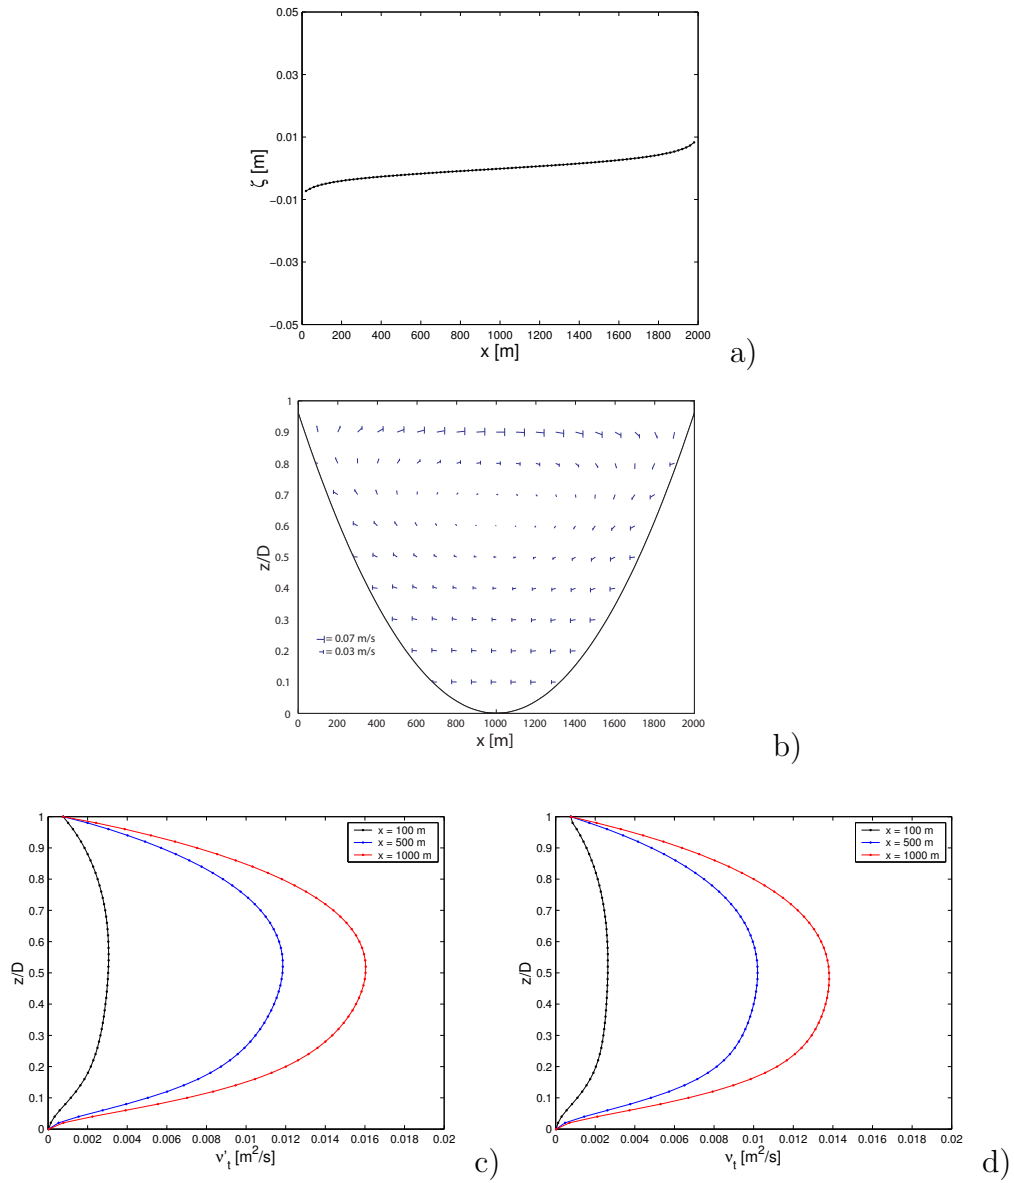 0.05
0.03
0.01
−0.01
−0.03
−0.05
ζ [m]
0 200 400 600 800 1000 1200 1400 1600 1800 2000
x [m]
a)
1
0.9
0.8
0.7
0.6
0.5
0.4
0.3
0.2
0.1
0
z/D
= 0.07 m/s
= 0.03 m/s
0 200 400 600 800 1000 1200 1400 1600 1800 2000
x [m]
b)
1
0.9
0.8
0.7
0.6
0.5
0.4
0.3
0.2
0.1
0
z/D
x = 100 m
x = 500 m
x = 1000 m
0 0.002 0.004 0.006 0.008 0.01 0.012 0.014 0.016 0.018 0.02
ν't [m²/s]
c)
1
0.9
0.8
0.7
0.6
0.5
0.4
0.3
0.2
0.1
0
z/D
x = 100 m
x = 500 m
x = 1000 m
0 0.002 0.004 0.006 0.008 0.01 0.012 0.014 0.016 0.018 0.02
νt [m²/s]
d)